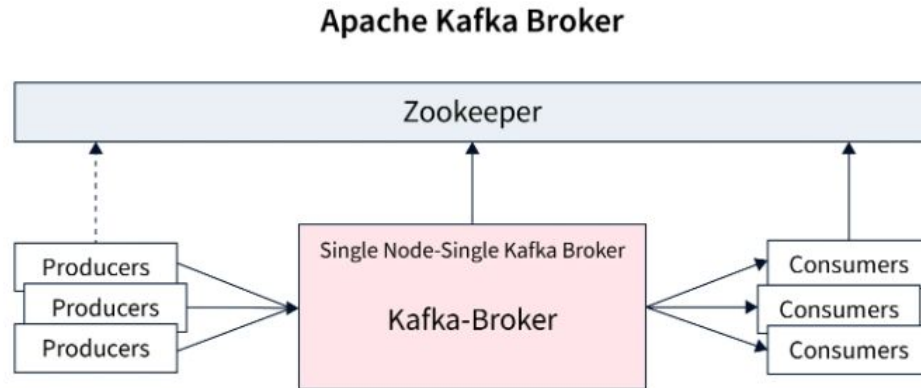 Apache Kafka Broker
Zookeeper
Single Node-Single Kafka Broker
Kafka-Broker
Producers
Producers
Producers
Consumers
Consumers
Consumers